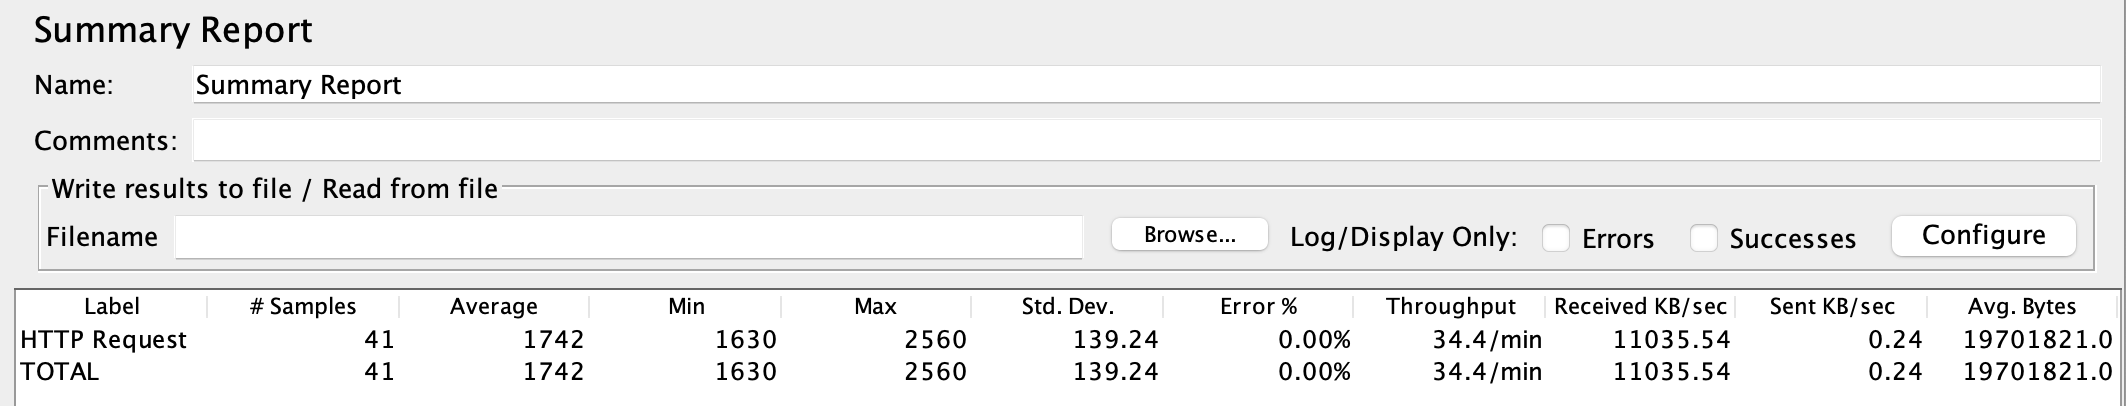 Summary Report
Name: Summary Report
Comments:
Write results to file / Read from file
Filename Browse... Log/Display Only: Errors Successes Configure
Label # Samples Average Min Max Std. Dev. Error % Throughput Received KB/sec Sent KB/sec Avg. Bytes
HTTP Request 41 1742 1630 2560 139.24 0.00% 34.4/min 11035.54 0.24 19701821.0
TOTAL 41 1742 1630 2560 139.24 0.00% 34.4/min 11035.54 0.24 19701821.0